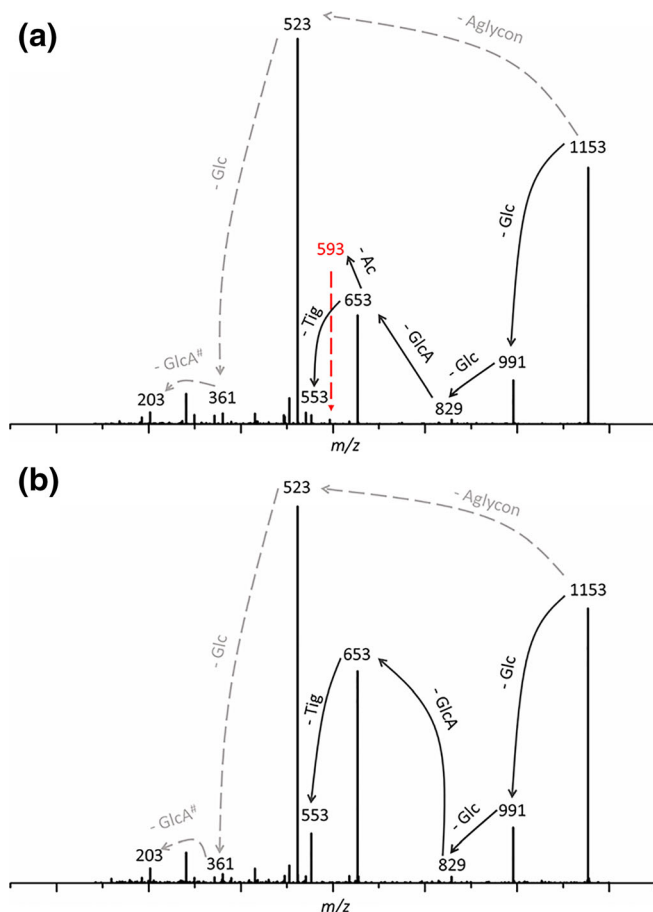 (a)
523
- Aglycon
1153
- Glc
- Glc
593
- Ac
653
- Tig
- GlcA
- Glc
991
- GlcA#
203
361
553
829
m/z
(b)
523
- Aglycon
1153
- Glc
653
- Glc
- Tig
- GlcA
553
991
- Glc
- GlcA#
203
361
829
m/z